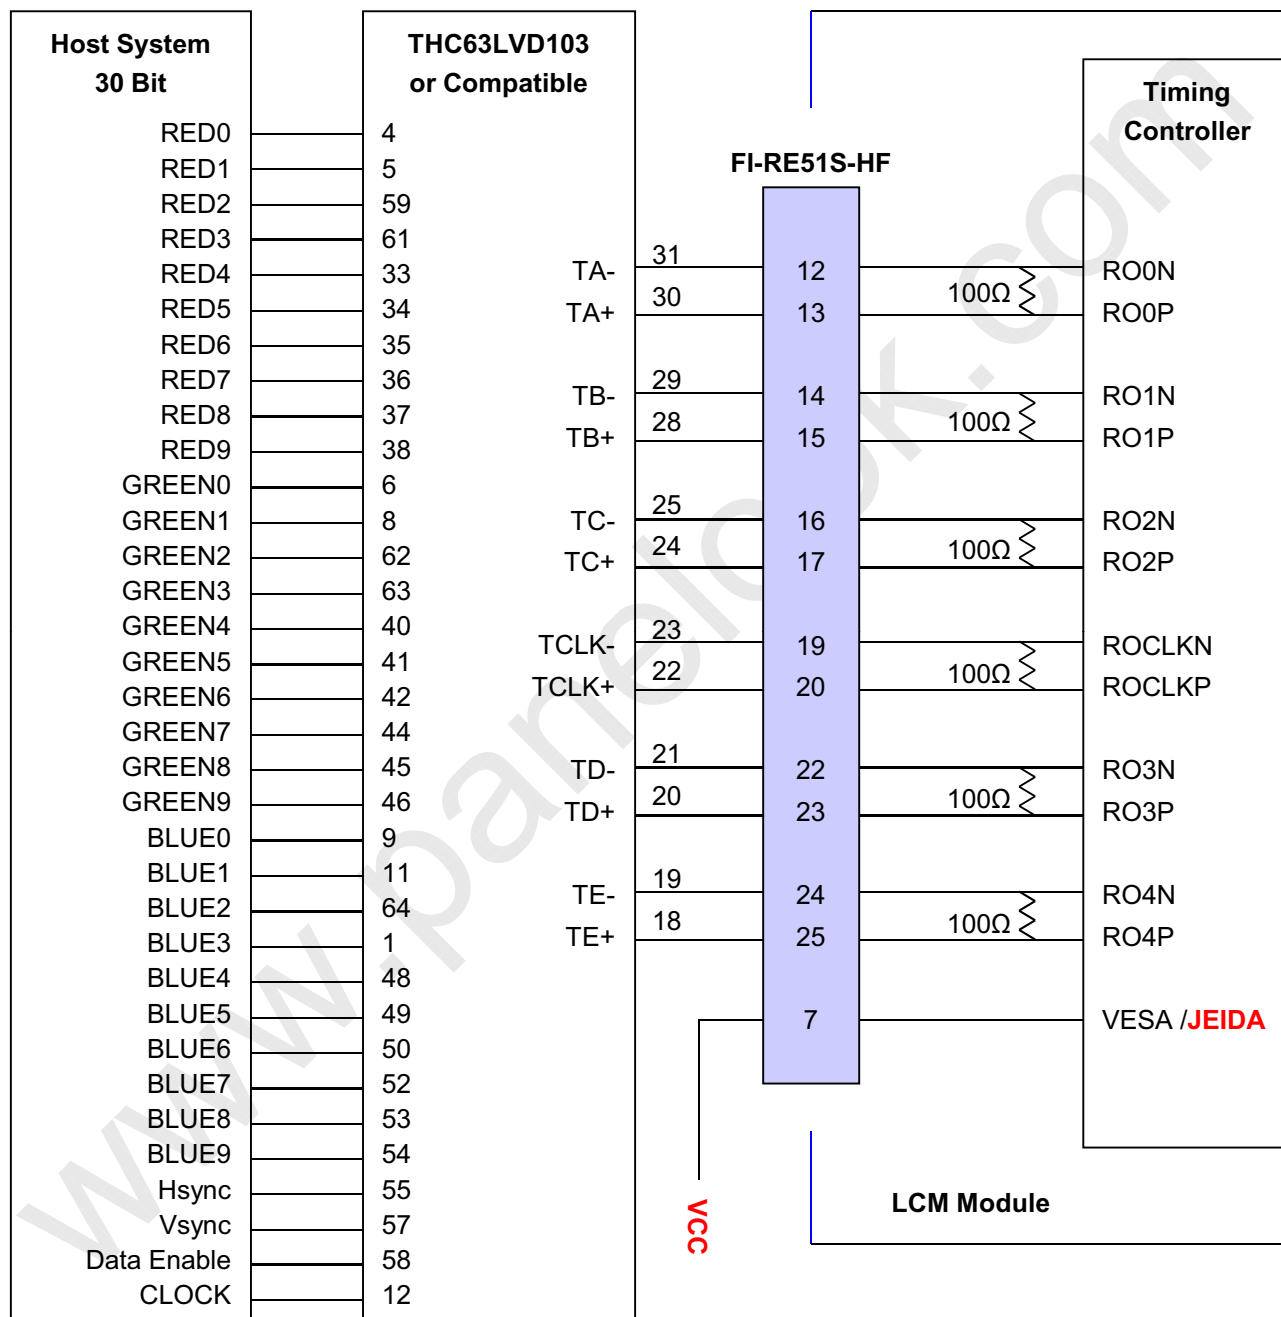 Host System
30 Bit
RED0
RED1
RED2
RED3
RED4
RED5
RED6
RED7
RED8
RED9
GREEN0
GREEN1
GREEN2
GREEN3
GREEN4
GREEN5
GREEN6
GREEN7
GREEN8
GREEN9
BLUE0
BLUE1
BLUE2
BLUE3
BLUE4
BLUE5
BLUE6
BLUE7
BLUE8
BLUE9
Hsync
Vsync
Data Enable
CLOCK
THC63LVD103
or Compatible
4
5
59
61
33
34
35
36
37
38
6
8
62
63
40
41
42
44
45
46
9
11
64
1
48
49
50
52
53
54
55
57
58
12
TA-
TA+
TB-
TB+
TC-
TC+
TCLK-
TCLK+
TD-
TD+
TE-
TE+
31
30
29
28
25
24
23
22
21
20
19
18
FI-RE51S-HF
12
13
14
15
16
17
19
20
22
23
24
25
7
VCC
100Ω
100Ω
100Ω
100Ω
100Ω
100Ω
Timing
Controller
RO0N
RO0P
RO1N
RO1P
RO2N
RO2P
ROCLKN
ROCLKP
RO3N
RO3P
RO4N
RO4P
VESA /JEIDA
LCM Module
www.panelook.com